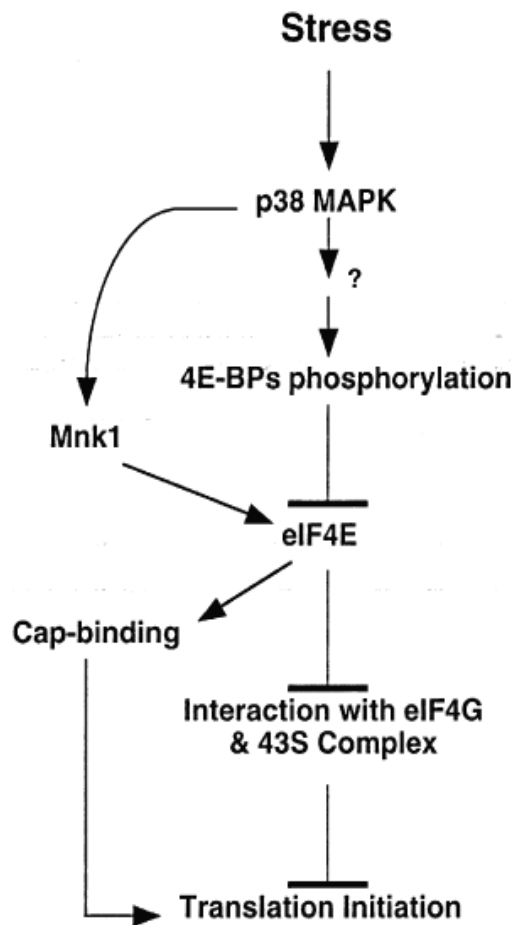 Stress
p38 MAPK
?
4E-BPs phosphorylation
Mnk1
eIF4E
Cap-binding
Interaction with eIF4G
& 43S Complex
Translation Initiation